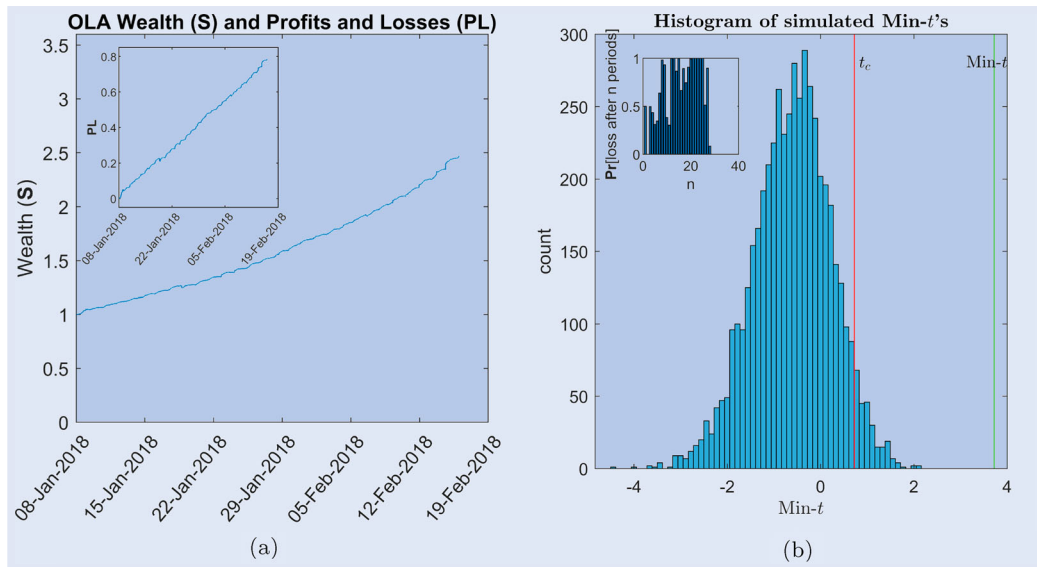 OLA Wealth (S) and Profits and Losses (PL)
3.5
3
2.5
2
1.5
1
0.5
0
Wealth (S)
08-Jan-2018
15-Jan-2018
22-Jan-2018
29-Jan-2018
05-Feb-2018
12-Feb-2018
19-Feb-2018
0.8
0.6
0.4
0.2
0
PL
08-Jan-2018
22-Jan-2018
05-Feb-2018
19-Feb-2018
(a)
Histogram of simulated Min-t's
300
250
200
150
100
50
0
count
-4
-2
0
2
4
Min-t
t_c
Min-t
1
0.5
0
Pr[loss after n periods]
0
20
40
n
(b)